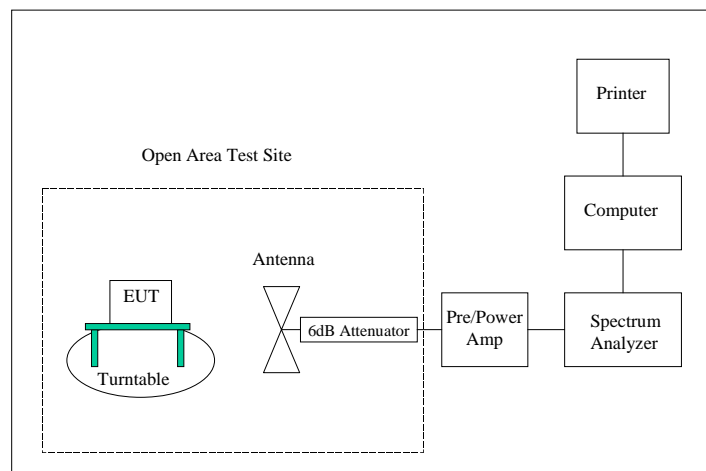 Printer
Open Area Test Site
Computer
Antenna
EUT
6dB Attenuator
Pre/Power
Amp
Spectrum
Analyzer
Turntable